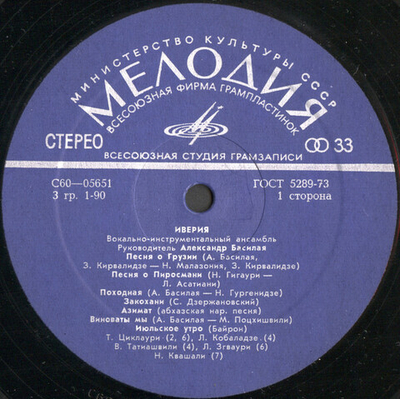 МИНИСТЕРСТВО КУЛЬТУРЫ СССР
МЕЛОДИЯ
ВСЕСОЮЗНАЯ ФИРМА ГРАМПЛАСТИНОК
СТЕРЕО 33
ВСЕСОЮЗНАЯ СТУДИЯ ГРАМЗАПИСИ
С60—05651 ГОСТ 5289-73
3 гр. 1-90 1 сторона
ИВЕРИЯ
Вокально-инструментальный ансамбль
Руководитель Александр Басилая
Песня о Грузии (А. Басилая,
З. Кирвалидзе — Н. Малазония, З. Кирвалидзе)
Песня о Пиросмани (Н. Гигаури —
Л. Асатиани)
Походная (А. Басилая — Н. Гургенидзе)
Закохани (С. Дзержановский)
Азимат (абхазская нар. песня)
Виноваты мы (А. Басилая — М. Поцхишвили)
Июльское утро (Байрон)
Т. Циклаури (2, 6), Л. Кобаладзе (4)
В. Татиашвили (4), Л. Згваури (6)
Н. Квашали (7)